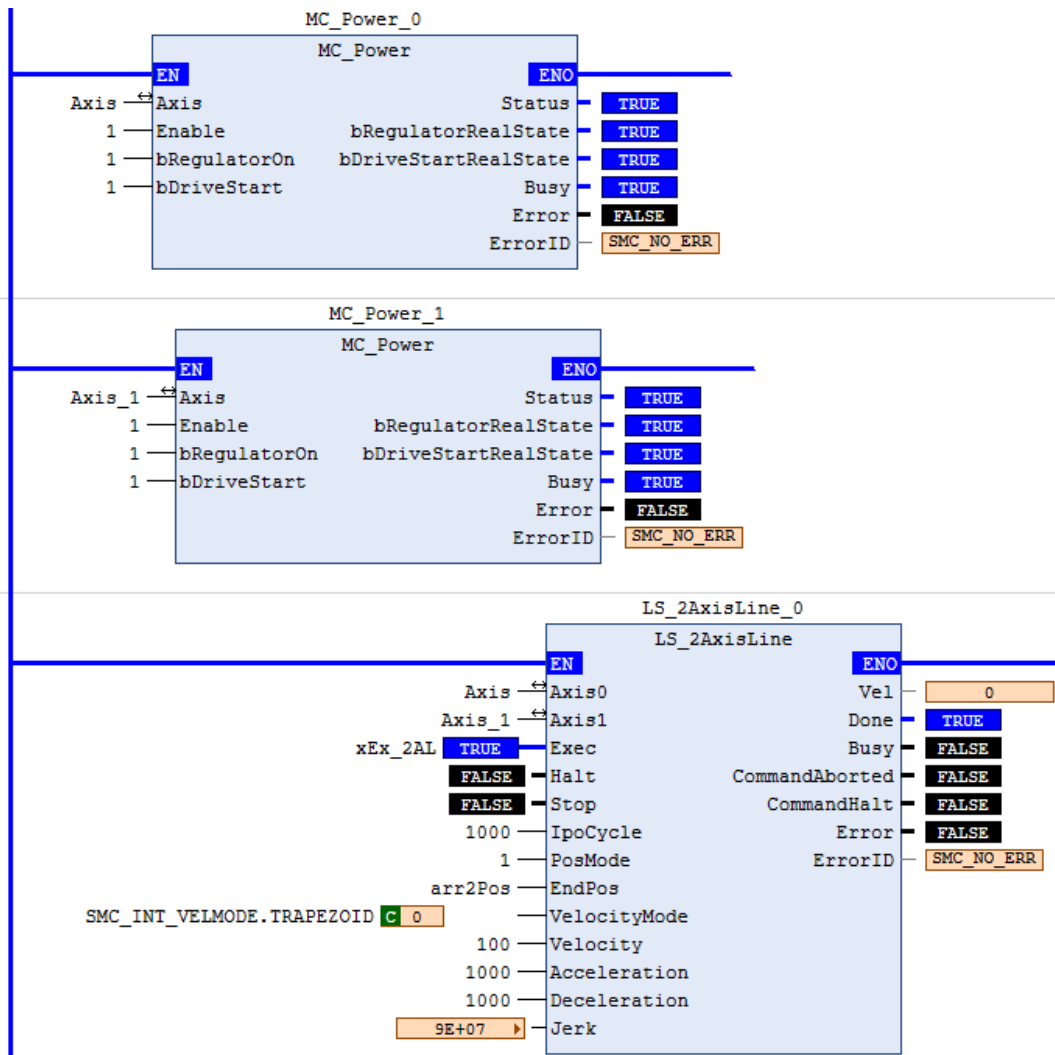 MC_Power_0
MC_Power
EN ENO
Axis Axis Status TRUE
1 Enable bRegulatorRealState TRUE
1 bRegulatorOn bDriveStartRealState TRUE
1 bDriveStart Busy TRUE
Error FALSE
ErrorID SMC_NO_ERR
MC_Power_1
MC_Power
EN ENO
Axis_1 Axis Status TRUE
1 Enable bRegulatorRealState TRUE
1 bRegulatorOn bDriveStartRealState TRUE
1 bDriveStart Busy TRUE
Error FALSE
ErrorID SMC_NO_ERR
LS_2AxisLine_0
LS_2AxisLine
EN ENO
Axis Axis0 Vel 0
Axis_1 Axis1 Done TRUE
xEx_2AL TRUE Exec Busy FALSE
FALSE Halt CommandAborted FALSE
FALSE Stop CommandHalt FALSE
1000 IpoCycle Error FALSE
1 PosMode ErrorID SMC_NO_ERR
arr2Pos EndPos
SMC_INT_VELMODE.TRAPEZOID C 0 VelocityMode
100 Velocity
1000 Acceleration
1000 Deceleration
9E+07 Jerk